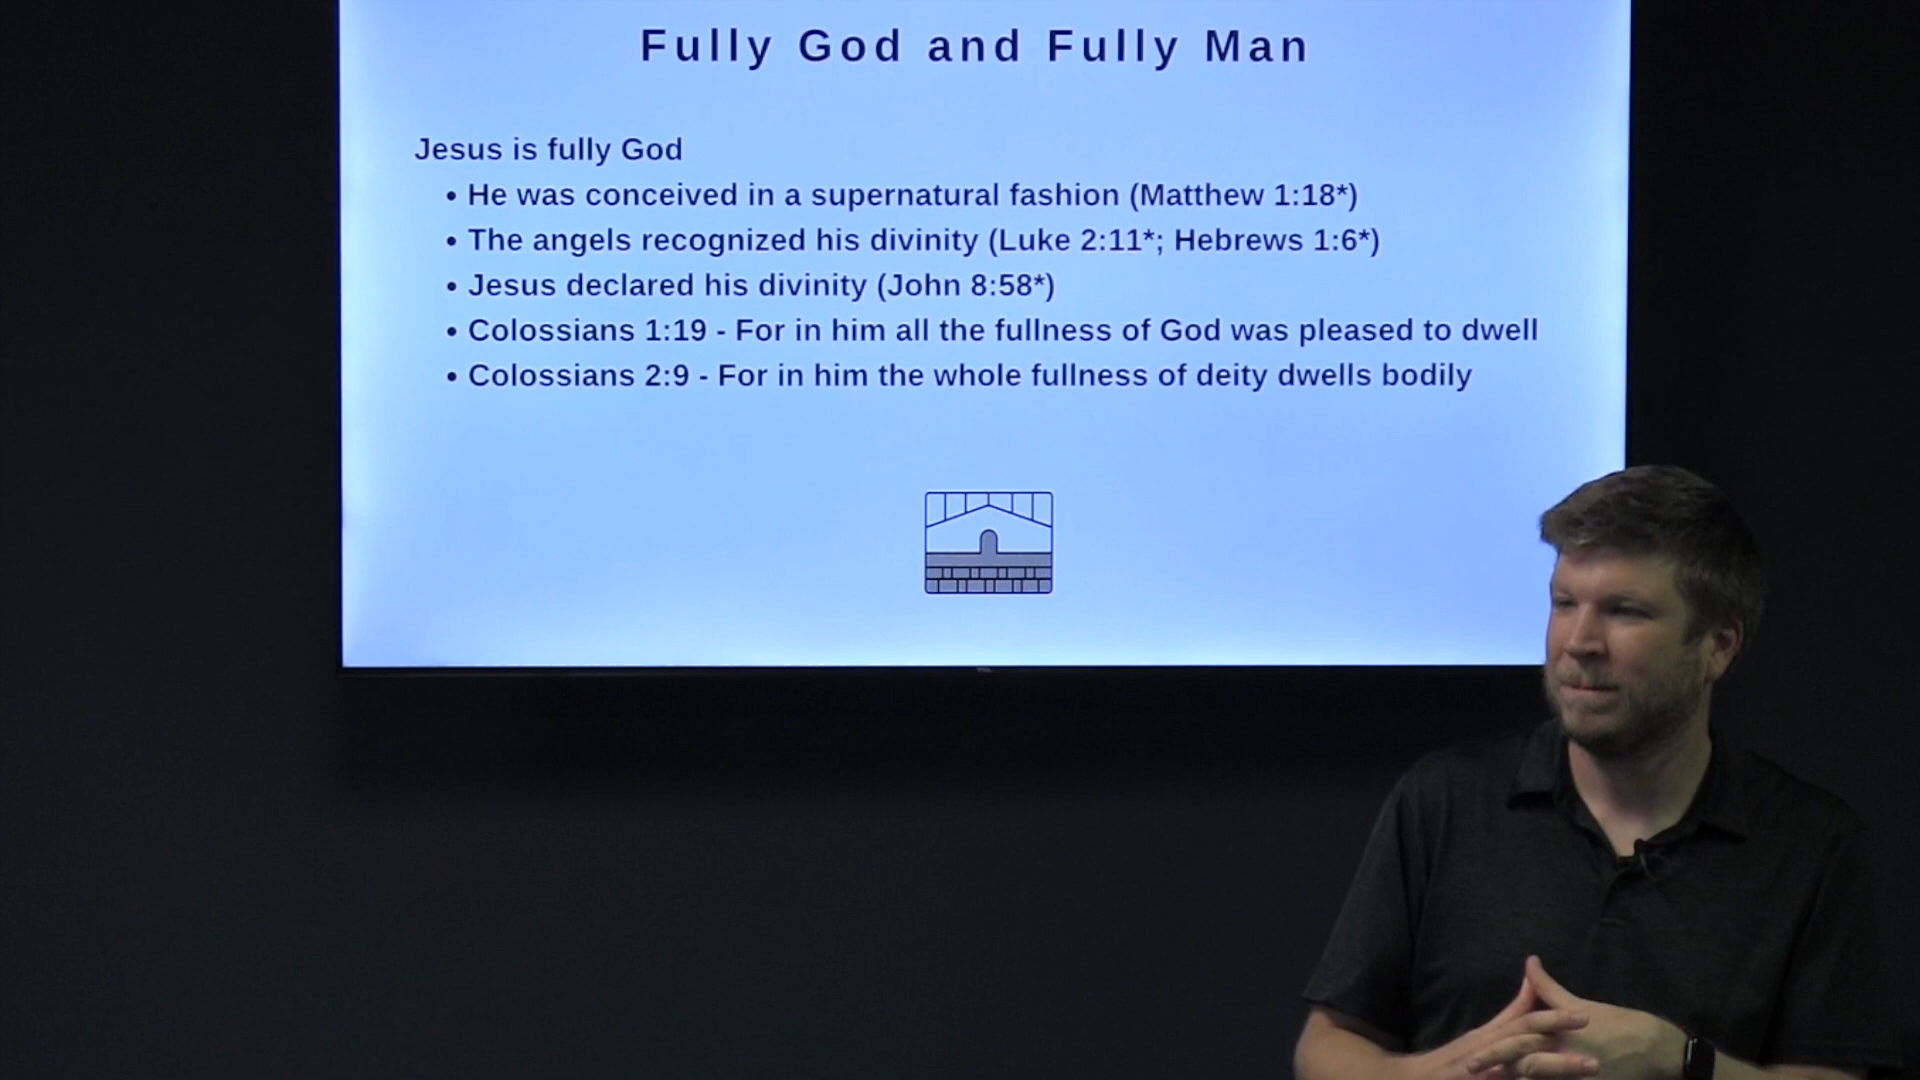 Fully God and Fully Man
Jesus is fully God
• He was conceived in a supernatural fashion (Matthew 1:18*)
• The angels recognized his divinity (Luke 2:11*; Hebrews 1:6*)
• Jesus declared his divinity (John 8:58*)
• Colossians 1:19 - For in him all the fullness of God was pleased to dwell
• Colossians 2:9 - For in him the whole fullness of deity dwells bodily
TCL